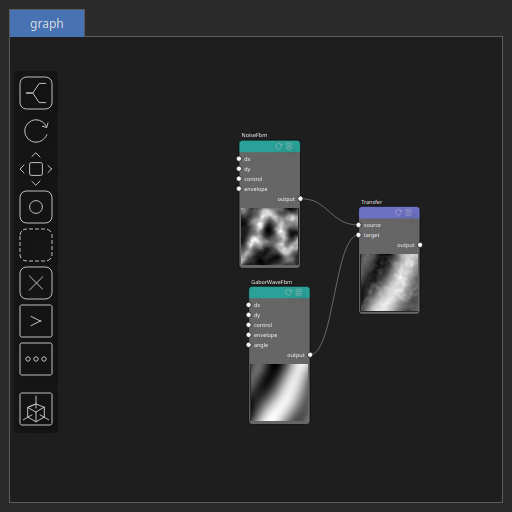 graph
NoiseFbm
dx
dy
control
envelope
output
Transfer
source
target
output
GaborWaveFbm
dx
dy
control
envelope
angle
output